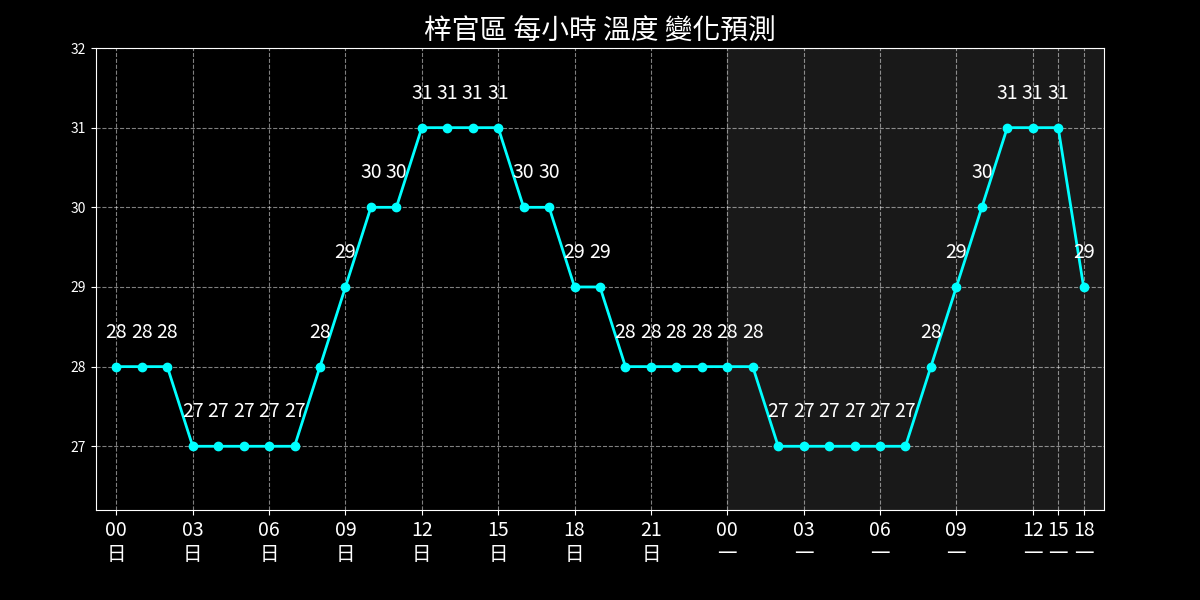 梓官區 每小時 溫度 變化預測
32
31 31 31 31 31 31 31
31
30 30 30 30 30
30
29 29 29 29 29
29
28 28 28 28 28 28 28 28 28 28 28
28
27 27 27 27 27 27 27 27 27 27 27
27
00 03 06 09 12 15 18 21 00 03 06 09 12 15 18
日 日 日 日 日 日 日 日 一 一 一 一 一 一 一